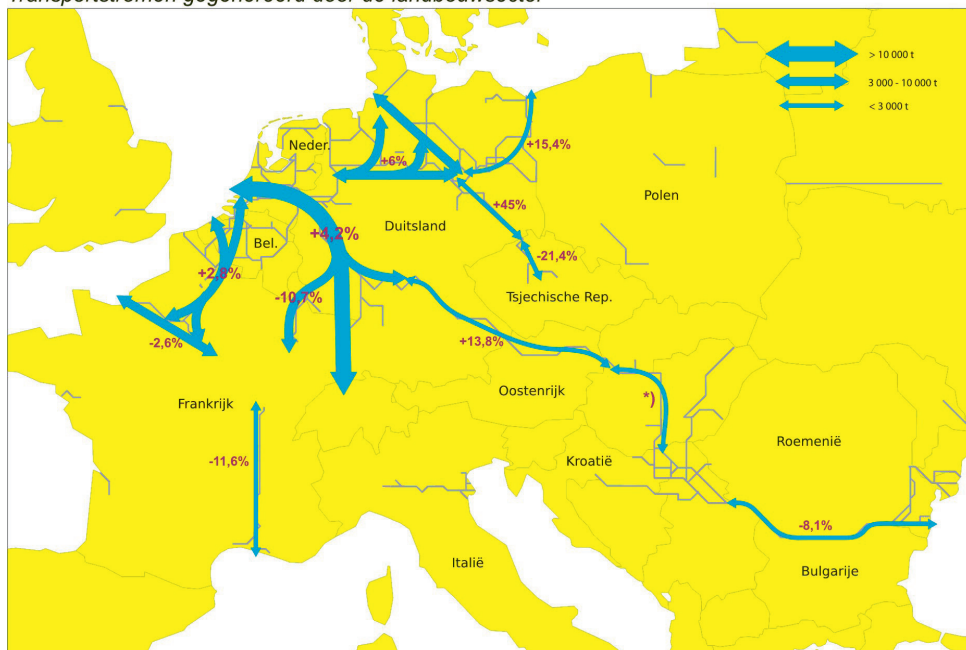 Transportstromen gegenereerd door de landbouwsector
> 10 000 t
3 000 - 10 000 t
< 3 000 t
Neder.
+15,4%
+6%
Polen
+45%
Duitsland
+4,2%
Bel.
-21,4%
+2,8%
-10,7%
Tsjechische Rep.
-2,6%
+13,8%
Oostenrijk
*)
Frankrijk
Roemenië
-11,6%
Kroatië
-8,1%
Italië
Bulgarije